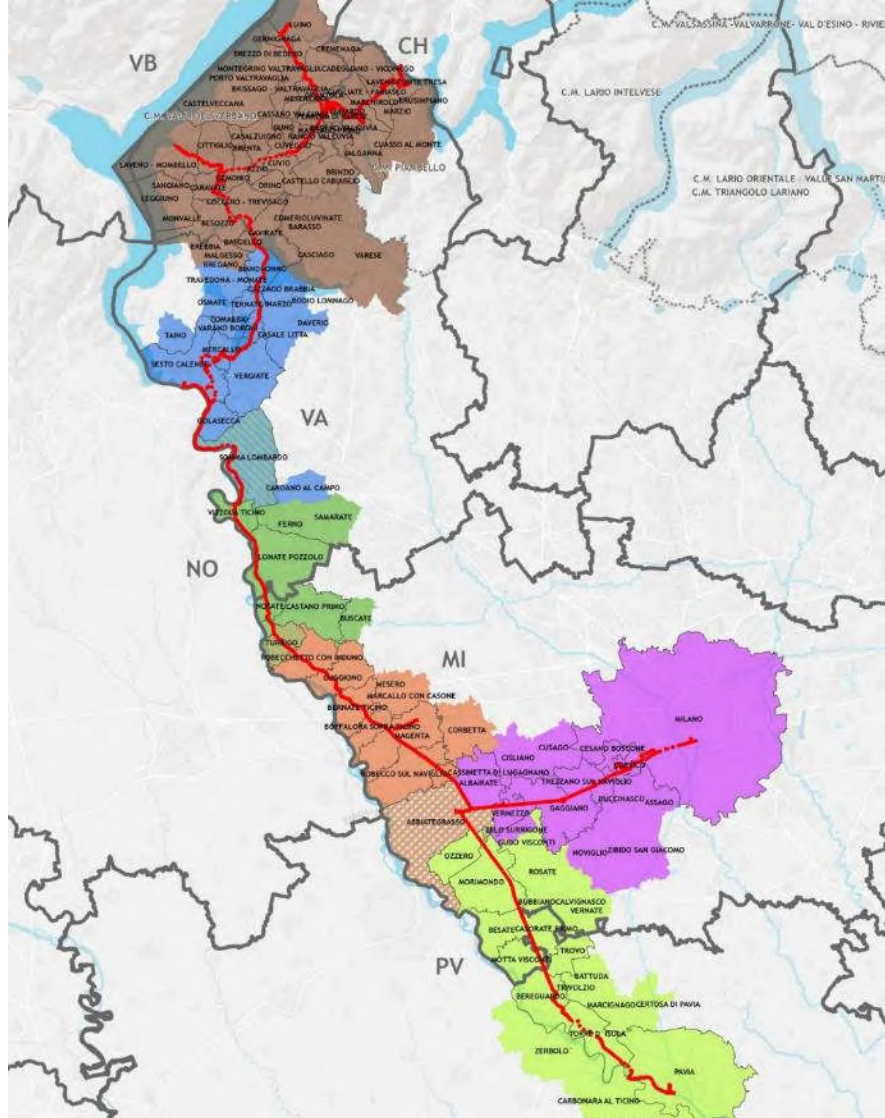 C.M. VALSASSINA -VALVARRONE- VAL D'ESINO - RIVIE
VB
CH
LUINO
GERMIGNAGA
CREMENAGA
BREZZO DI BEDERO
MONTEGRINO VALTRAVAGLIA
CADEGLIANO - VICONAGO
PORTO VALTRAVAGLIA
LAVENA PONTE TRESA
BRISSAGO - VALTRAVAGLIA
MARCHIROLO
BRUSIMPIANO
MARZIO
CASTELVECCANA
C.M. LARIO INTELVESE
CASALZUIGNO
CUASSO AL MONTE
CITTIGLIO
BRENTA
CUVEGLIO
VALGANNA
LAVENO - MOMBELLO
CUVIO
AZZIO
BRINZIO
GEMONIO
C.M. LARIO ORIENTALE - VALLE SAN MARTI
C.M. TRIANGOLO LARIANO
SANGIANO
CARAVATE
ORINO
CASTELLO CABIAGLIO
LEGGIUNO
COCQUIO - TREVISAGO
MONVALLE
BESOZZO
COMERIO
LUVINATE
BARASSO
GAVIRATE
BREBBIA
BARDELLO
MALGESSO
BREGANO
CASCIAGO
VARESE
BIANDRONNO
TRAVEDONA - MONATE
CAZZAGO BRABBIA
OSMATE
TERNATE
INARZO
BODIO LOMNAGO
COMABBIO
VARANO BORGHI
DAVERIO
TAINO
CASALE LITTA
MERCALLO
SESTO CALENDE
VERGIATE
GOLASECCA
VA
SOMMA LOMBARDO
CARDANO AL CAMPO
VIZZOLA TICINO
FERNO
SAMARATE
NO
LONATE POZZOLO
NOSATE
CASTANO PRIMO
BUSCATE
TURBIGO
ROBECCHETTO CON INDUNO
MI
CUGGIONO
MESERO
MARCALLO CON CASONE
BERNATE TICINO
BOFFALORA SOPRA TICINO
MAGENTA
CORBETTA
MILANO
CUSAGO
CESANO BOSCONE
CISLIANO
CORSICO
ROBECCO SUL NAVIGLIO
CASSINETTA DI LUGAGNANO
ALBAIRATE
TREZZANO SUL NAVIGLIO
BUCCINASCO
ASSAGO
GAGGIANO
VERMEZZO
ABBIATEGRASSO
ZELO SURRIGONE
GUDO VISCONTI
NOVIGLIO
ZIBIDO SAN GIACOMO
OZZERO
ROSATE
MORIMONDO
BUBBIANO
CALVIGNASCO
VERNATE
BESATE
CASORATE PRIMO
TROVO
MOTTA VISCONTI
PV
BATTUDA
TRIVOLZIO
BEREGUARDO
MARCIGNAGO
CERTOSA DI PAVIA
TORRE D'ISOLA
ZERBOLO'
PAVIA
CARBONARA AL TICINO